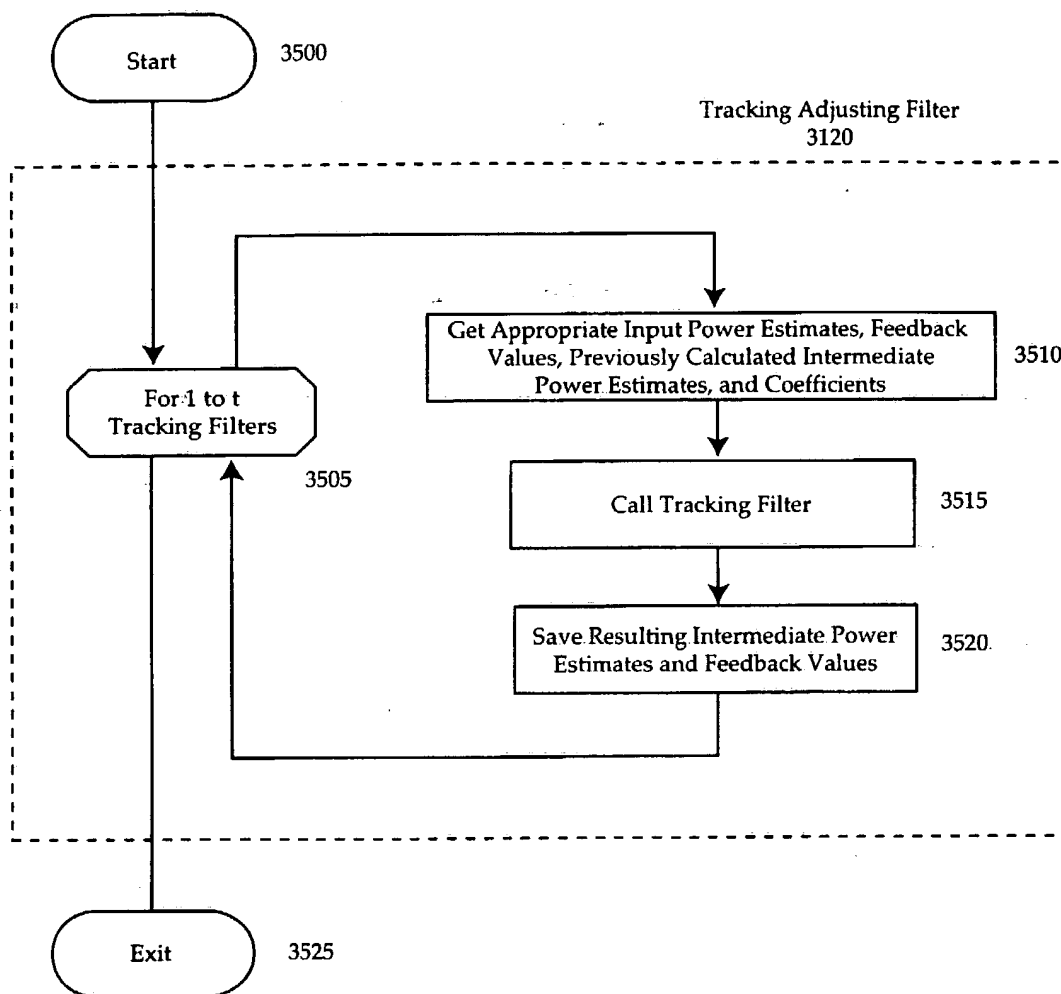 Start
3500
Tracking Adjusting Filter
3120
Get Appropriate Input Power Estimates, Feedback
Values, Previously Calculated Intermediate
Power Estimates, and Coefficients
3510
For 1 to t
Tracking Filters
3505
Call Tracking Filter
3515
Save Resulting Intermediate Power
Estimates and Feedback Values
3520
Exit
3525